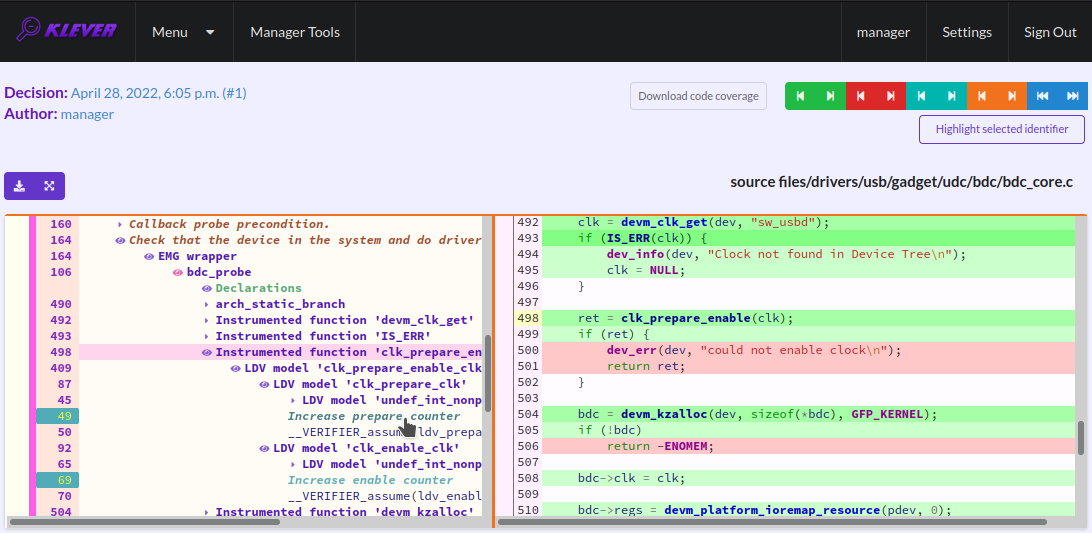 KLEVER
Menu
Manager Tools
manager
Settings
Sign Out
Decision: April 28, 2022, 6:05 p.m. (#1)
Author: manager
Download code coverage
Highlight selected identifier
source files/drivers/usb/gadget/udc/bdc/bdc_core.c
160 Callback probe precondition.
164 Check that the device in the system and do driver
164 EMG wrapper
106 bdc_probe
Declarations
490 arch_static_branch
492 Instrumented function 'devm_clk_get'
493 Instrumented function 'IS_ERR'
498 Instrumented function 'clk_prepare_en
409 LDV model 'clk_prepare_enable_clk
87 LDV model 'clk_prepare_clk'
45 LDV model 'undef_int_nonp
49 Increase prepare counter
50 __VERIFIER_assum ldv_prepa
92 LDV model 'clk_enable_clk'
65 LDV model 'undef_int_nonp
69 Increase enable counter
70 __VERIFIER_assume(ldv_enabl
504 Instrumented function 'devm_kzalloc'
492 clk = devm_clk_get(dev, "sw_usbd");
493 if (IS_ERR(clk)) {
494 dev_info(dev, "Clock not found in Device Tree\n");
495 clk = NULL;
496 }
497
498 ret = clk_prepare_enable(clk);
499 if (ret) {
500 dev_err(dev, "could not enable clock\n");
501 return ret;
502 }
503
504 bdc = devm_kzalloc(dev, sizeof(*bdc), GFP_KERNEL);
505 if (!bdc)
506 return -ENOMEM;
507
508 bdc->clk = clk;
509
510 bdc->regs = devm_platform_ioremap_resource(pdev, 0);